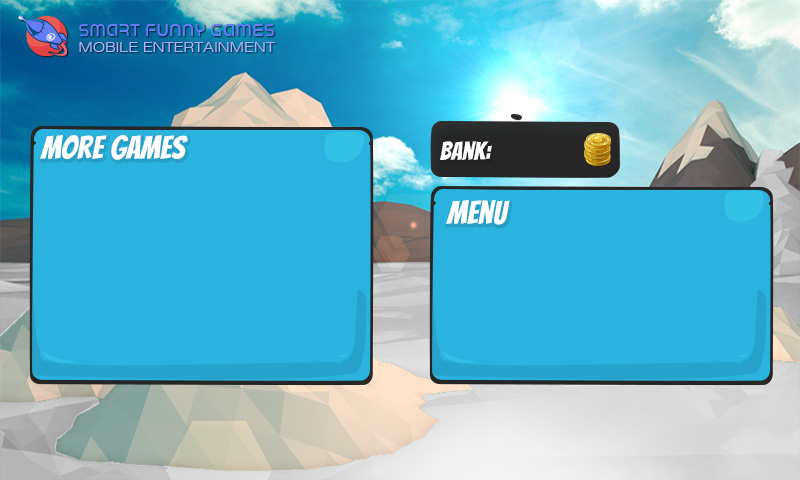 SMART FUNNY GAMES
MOBILE ENTERTAINMENT
MORE GAMES
BANK:
MENU